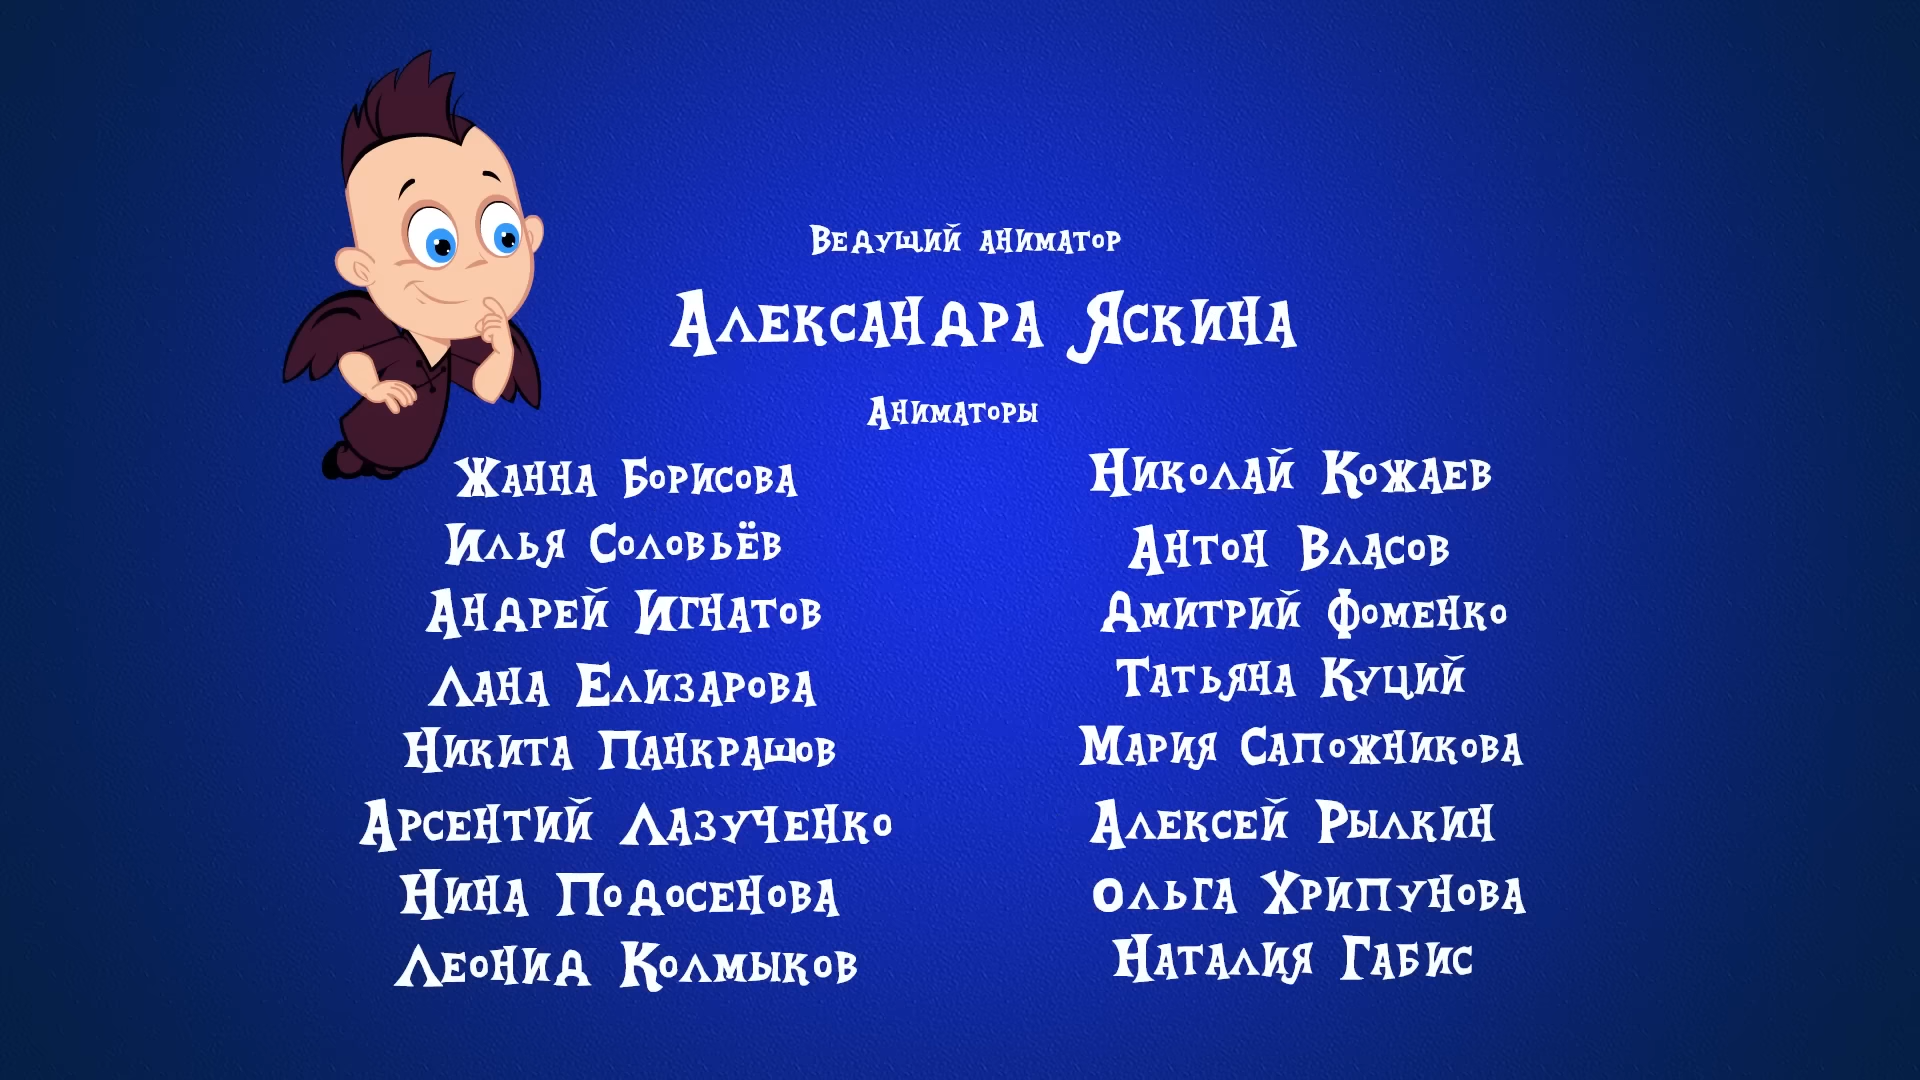 Ведущий аниматор
Александра Яскина
Аниматоры
Жанна Борисова
Илья Соловьёв
Андрей Игнатов
Лана Елизарова
Никита Панкрашов
Арсентий Лазученко
Нина Подосенова
Леонид Колмыков
Николай Кожаев
Антон Власов
Дмитрий Фоменко
Татьяна Куций
Мария Сапожникова
Алексей Рылкин
Ольга Хрипунова
Наталия Габис